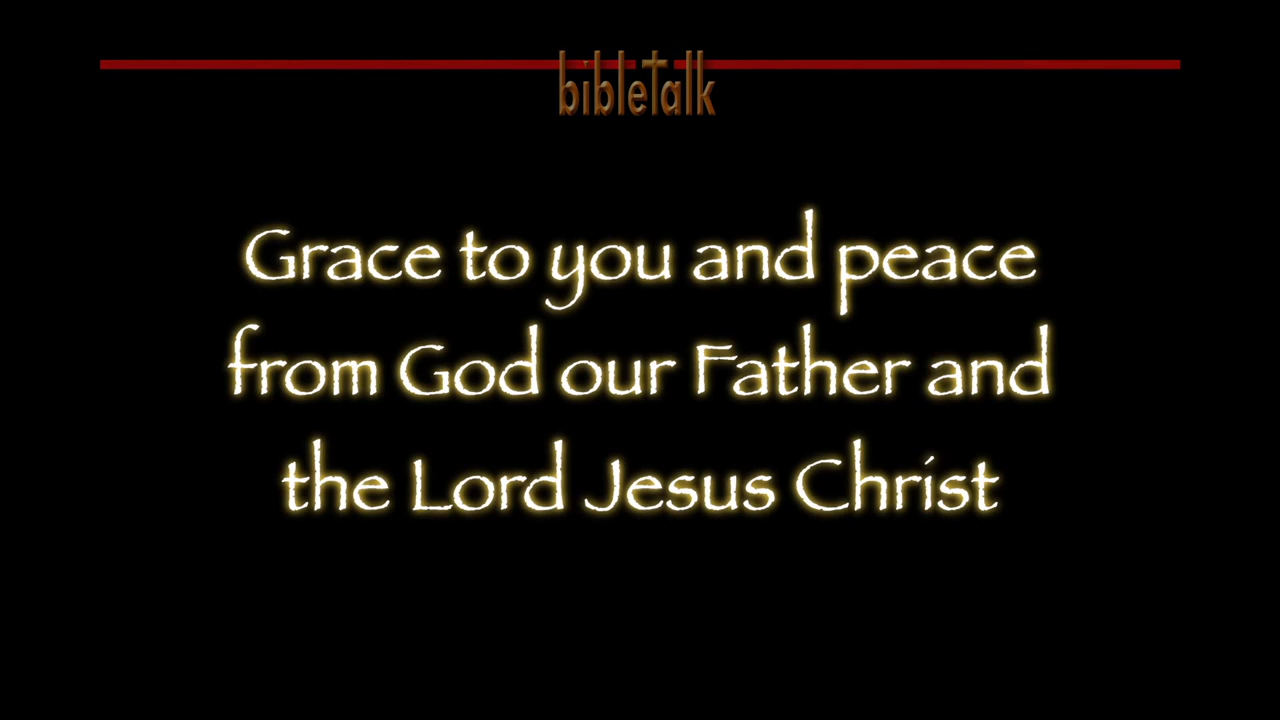 bibleTalk
Grace to you and peace
from God our Father and
the Lord Jesus Christ